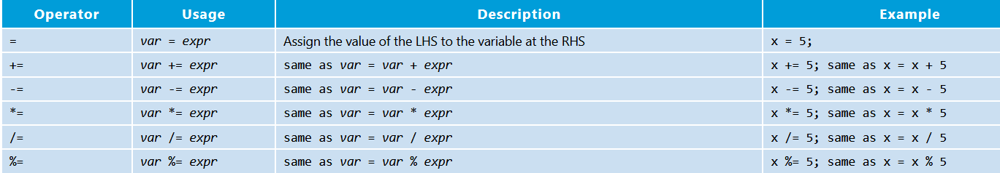 Operator Usage Description Example
= var = expr Assign the value of the LHS to the variable at the RHS x = 5;
+= var += expr same as var = var + expr x += 5; same as x = x + 5
-= var -= expr same as var = var - expr x -= 5; same as x = x - 5
*= var *= expr same as var = var * expr x *= 5; same as x = x * 5
/= var /= expr same as var = var / expr x /= 5; same as x = x / 5
%= var %= expr same as var = var % expr x %= 5; same as x = x % 5